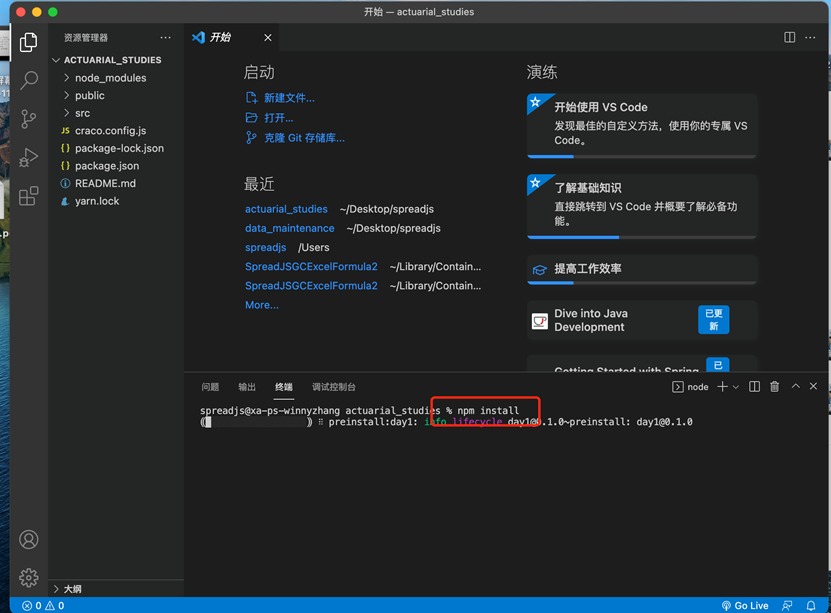 开始 — actuarial_studies
资源管理器
ACTUARIAL_STUDIES
node_modules
public
src
JS craco.config.js
{} package-lock.json
{} package.json
README.md
yarn.lock
大纲
开始
启动
新建文件...
打开...
克隆 Git 存储库...
最近
actuarial_studies ~/Desktop/spreadjs
data_maintenance ~/Desktop/spreadjs
spreadjs /Users
SpreadJSGCExcelFormula2 ~/Library/Contain...
SpreadJSGCExcelFormula2 ~/Library/Contain...
More...
演练
开始使用 VS Code
发现最佳的自定义方法，使用你的专属 VS
Code。
了解基础知识
直接跳转到 VS Code 并概要了解必备功
能。
提高工作效率
Dive into Java
Development
已更
新
Getting Started with Spring
已
问题 输出 终端 调试控制台
node
spreadjs@xa-ps-winnyzhang actuarial_studies % npm install
preinstall:day1: info lifecycle day1@0.1.0~preinstall: day1@0.1.0
0 0
Go Live